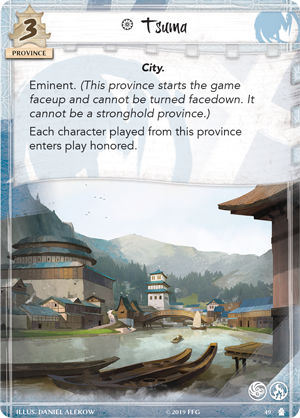 3
PROVINCE
Tsuma
City.
Eminent. (This province starts the game
faceup and cannot be turned facedown. It
cannot be a stronghold province.)
Each character played from this province
enters play honored.
ILLUS. DANIEL ALEKOW
©2019 FFG
49